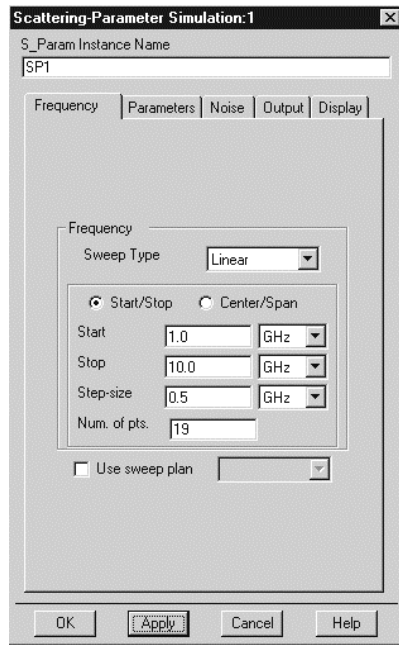 Scattering-Parameter Simulation:1
S_Param Instance Name
SP1
Frequency Parameters Noise Output Display
Frequency
Sweep Type Linear
Start/Stop Center/Span
Start 1.0 GHz
Stop 10.0 GHz
Step-size 0.5 GHz
Num. of pts. 19
Use sweep plan
OK Apply Cancel Help